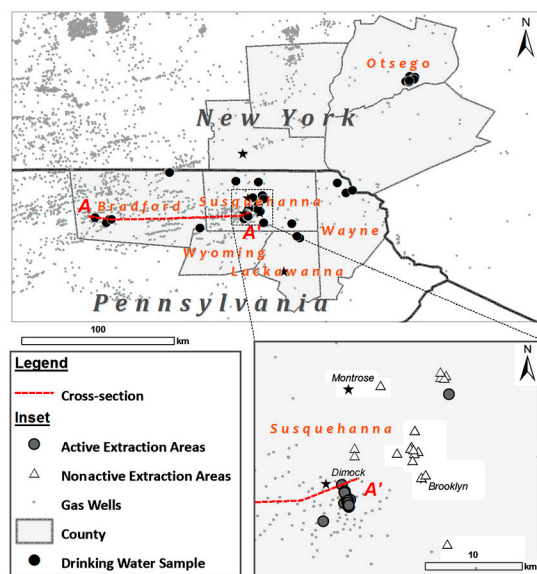 N
Otsego
New York
A
Bradford
Susquehanna
A'
Wayne
Wyoming
Lackawanna
Pennsylvania
100
km
Legend
Cross-section
Inset
Active Extraction Areas
Nonactive Extraction Areas
Gas Wells
County
Drinking Water Sample
N
Montrose
Susquehanna
Dimock
A'
Brooklyn
10
km